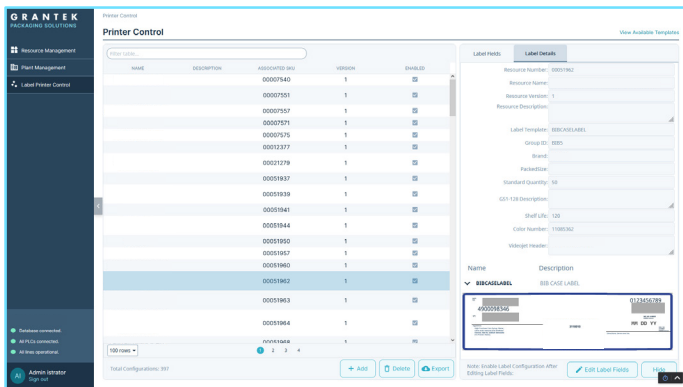 GRANTEK
PACKAGING SOLUTIONS
Resource Management
Plant Management
Label Printer Control
Database connected.
All PLCs connected.
All lines operational.
AI
Admin istrator
Sign out
Printer Control
Printer Control
View Available Templates
Filter table...
NAME DESCRIPTION ASSOCIATED SKU VERSION ENABLED
00007540 1
00007551 1
00007557 1
00007571 1
00007575 1
00012377 1
00021279 1
00051937 1
00051939 1
00051941 1
00051944 1
00051950 1
00051957 1
00051960 1
00051962 1
00051963 1
00051964 1
00051968 1
100 rows
1 2 3 4
Total Configurations: 397
+ Add
Delete
Export
Label Fields Label Details
Resource Number: 00051962
Resource Name:
Resource Version: 1
Resource Description:
Label Template: BIBCASELABEL
Group ID: BBB5
Brand:
PackedSize:
Standard Quantity: 50
GS1-128 Description:
Shelf Life: 120
Color Number: 11005362
Videojet Header:
Name Description
BIBCASELABEL BIB CASE LABEL
4900098346
0123456789
MM DD YY
Note: Enable Label Configuration After
Editing Label Fields.
Edit Label Fields
Hide